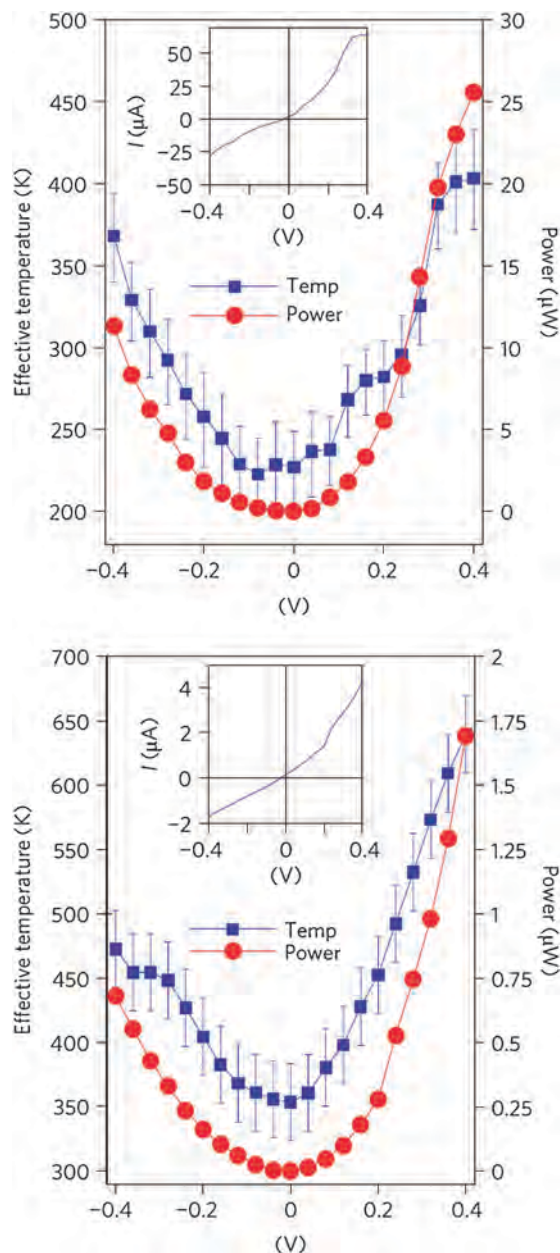 500
450
400
350
300
250
200
Effective temperature (K)
30
25
20
15
10
5
0
Power (µW)
50
25
0
−25
−50
I (µA)
−0.4 0 0.4
(V)
Temp
Power
−0.4 −0.2 0 0.2 0.4
(V)
700
650
600
550
500
450
400
350
300
Effective temperature (K)
2
1.75
1.5
1.25
1
0.75
0.5
0.25
0
Power (µW)
4
2
0
−2
I (µA)
−0.4 0 0.4
(V)
Temp
Power
−0.4 −0.2 0 0.2 0.4
(V)